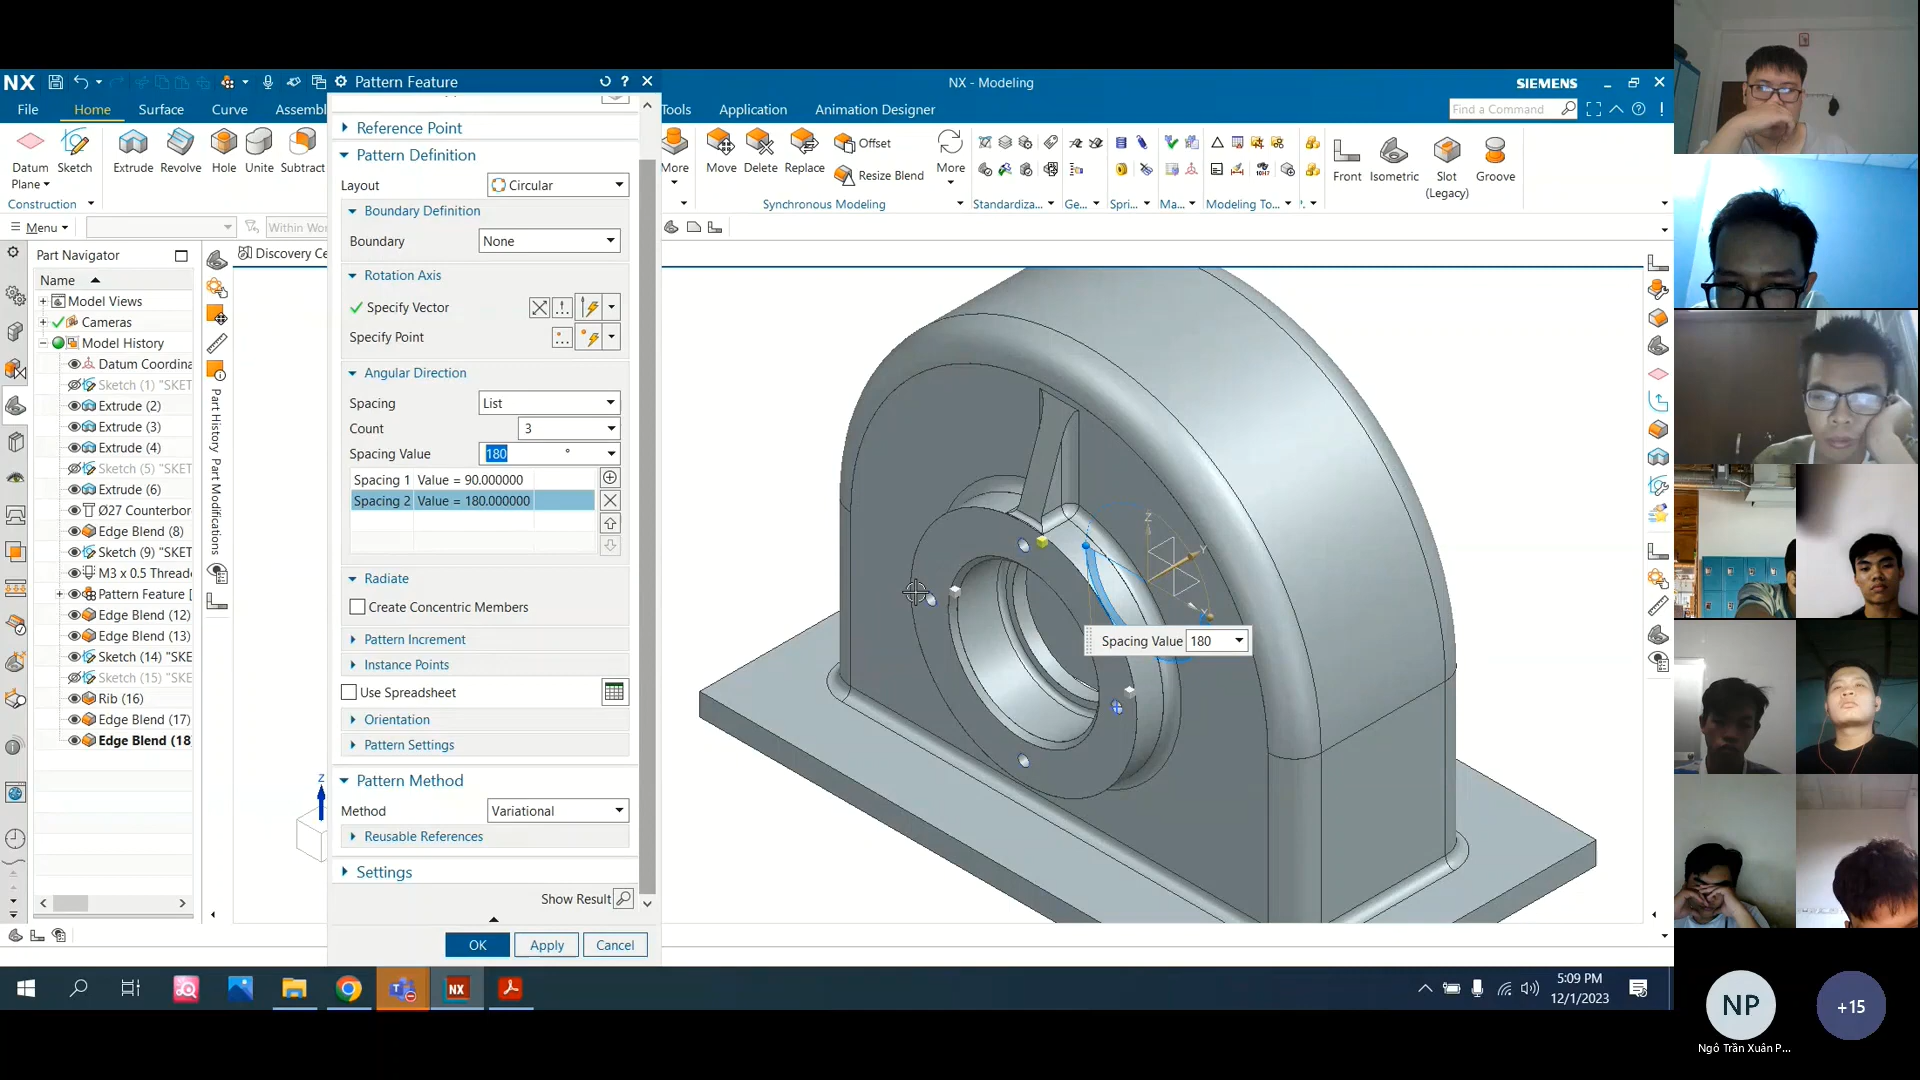 NX
Pattern Feature
NX - Modeling
SIEMENS
File
Home
Surface
Curve
Assembl
Tools
Application
Animation Designer
Find a Command
Datum
Plane
Sketch
Extrude
Revolve
Hole
Unite
Subtract
More
Move
Delete
Replace
Offset
Resize Blend
More
Front
Isometric
Slot
(Legacy)
Groove
Construction
Synchronous Modeling
Standardiza...
Ge...
Spri...
Ma...
Modeling To...
P.
Menu
Within Wor
Part Navigator
Discovery Ce
Name
Model Views
Cameras
Model History
Datum Coordina
Sketch (1) "SKET
Extrude (2)
Extrude (3)
Extrude (4)
Sketch (5) "SKET
Extrude (6)
Ø27 Counterbor
Edge Blend (8)
Sketch (9) "SKET
M3 x 0.5 Threade
Pattern Feature [
Edge Blend (12)
Edge Blend (13)
Sketch (14) "SKE
Sketch (15) "SKE
Rib (16)
Edge Blend (17)
Edge Blend (18
Part History
Part Modifications
Reference Point
Pattern Definition
Layout
Circular
Boundary Definition
Boundary
None
Rotation Axis
Specify Vector
Specify Point
Angular Direction
Spacing
List
Count
3
Spacing Value
180
°
Spacing 1 Value = 90.000000
Spacing 2 Value = 180.000000
Radiate
Create Concentric Members
Pattern Increment
Instance Points
Use Spreadsheet
Orientation
Pattern Settings
Pattern Method
Method
Variational
Reusable References
Settings
Show Result
OK
Apply
Cancel
Z
Z
Y
Spacing Value 180
NX
5:09 PM
12/1/2023
NP
+15
Ngô Trần Xuân P...